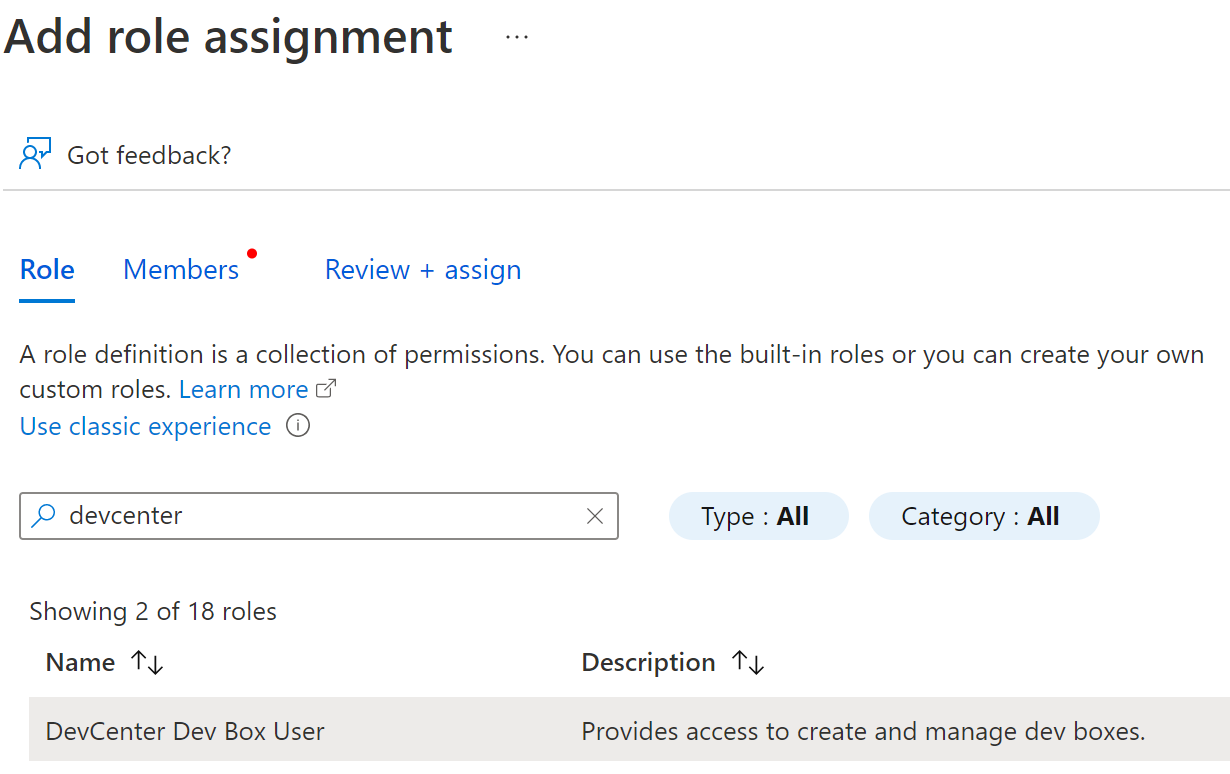 Add role assignment ...
Got feedback?
Role Members Review + assign
A role definition is a collection of permissions. You can use the built-in roles or you can create your own
custom roles. Learn more
Use classic experience
devcenter Type : All Category : All
Showing 2 of 18 roles
Name Description
DevCenter Dev Box User Provides access to create and manage dev boxes.